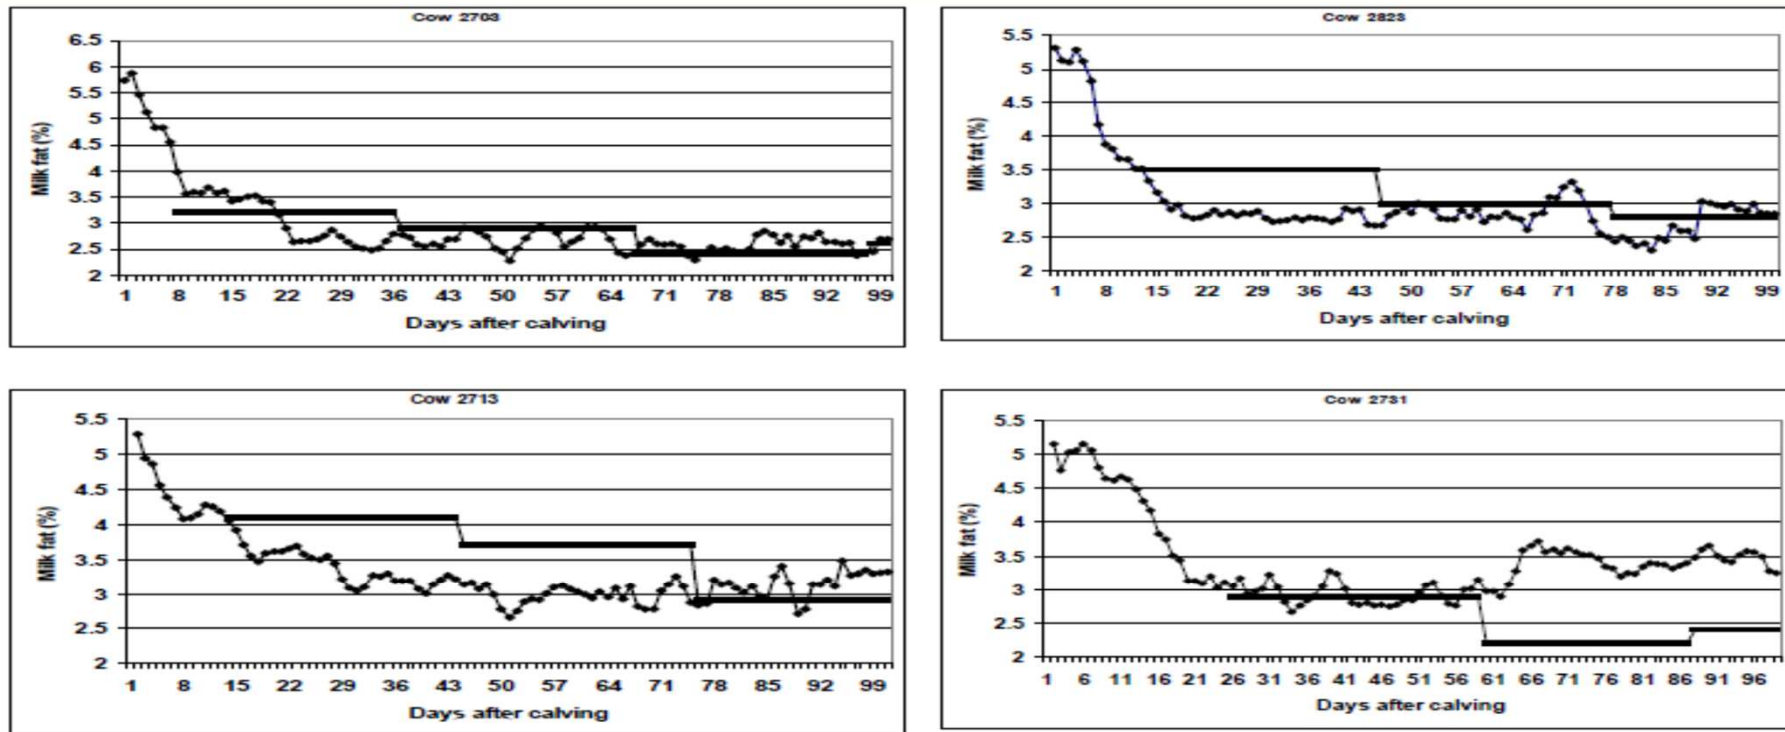 Cow 2703
6.5
6
5.5
5
4.5
4
3.5
3
2.5
2
Milk fat (%)
1 8 15 22 29 36 43 50 57 64 71 78 85 92 99
Days after calving
Cow 2823
5.5
5
4.5
4
3.5
3
2.5
2
Milk fat (%)
1 8 15 22 29 36 43 50 57 64 71 78 85 92 99
Days after calving
Cow 2713
5.5
5
4.5
4
3.5
3
2.5
2
Milk fat (%)
1 8 15 22 29 36 43 50 57 64 71 78 85 92 99
Days after calving
Cow 2731
5.5
5
4.5
4
3.5
3
2.5
2
Milk fat (%)
1 6 11 16 21 26 31 36 41 46 51 56 61 66 71 76 81 86 91 96
Days after calving